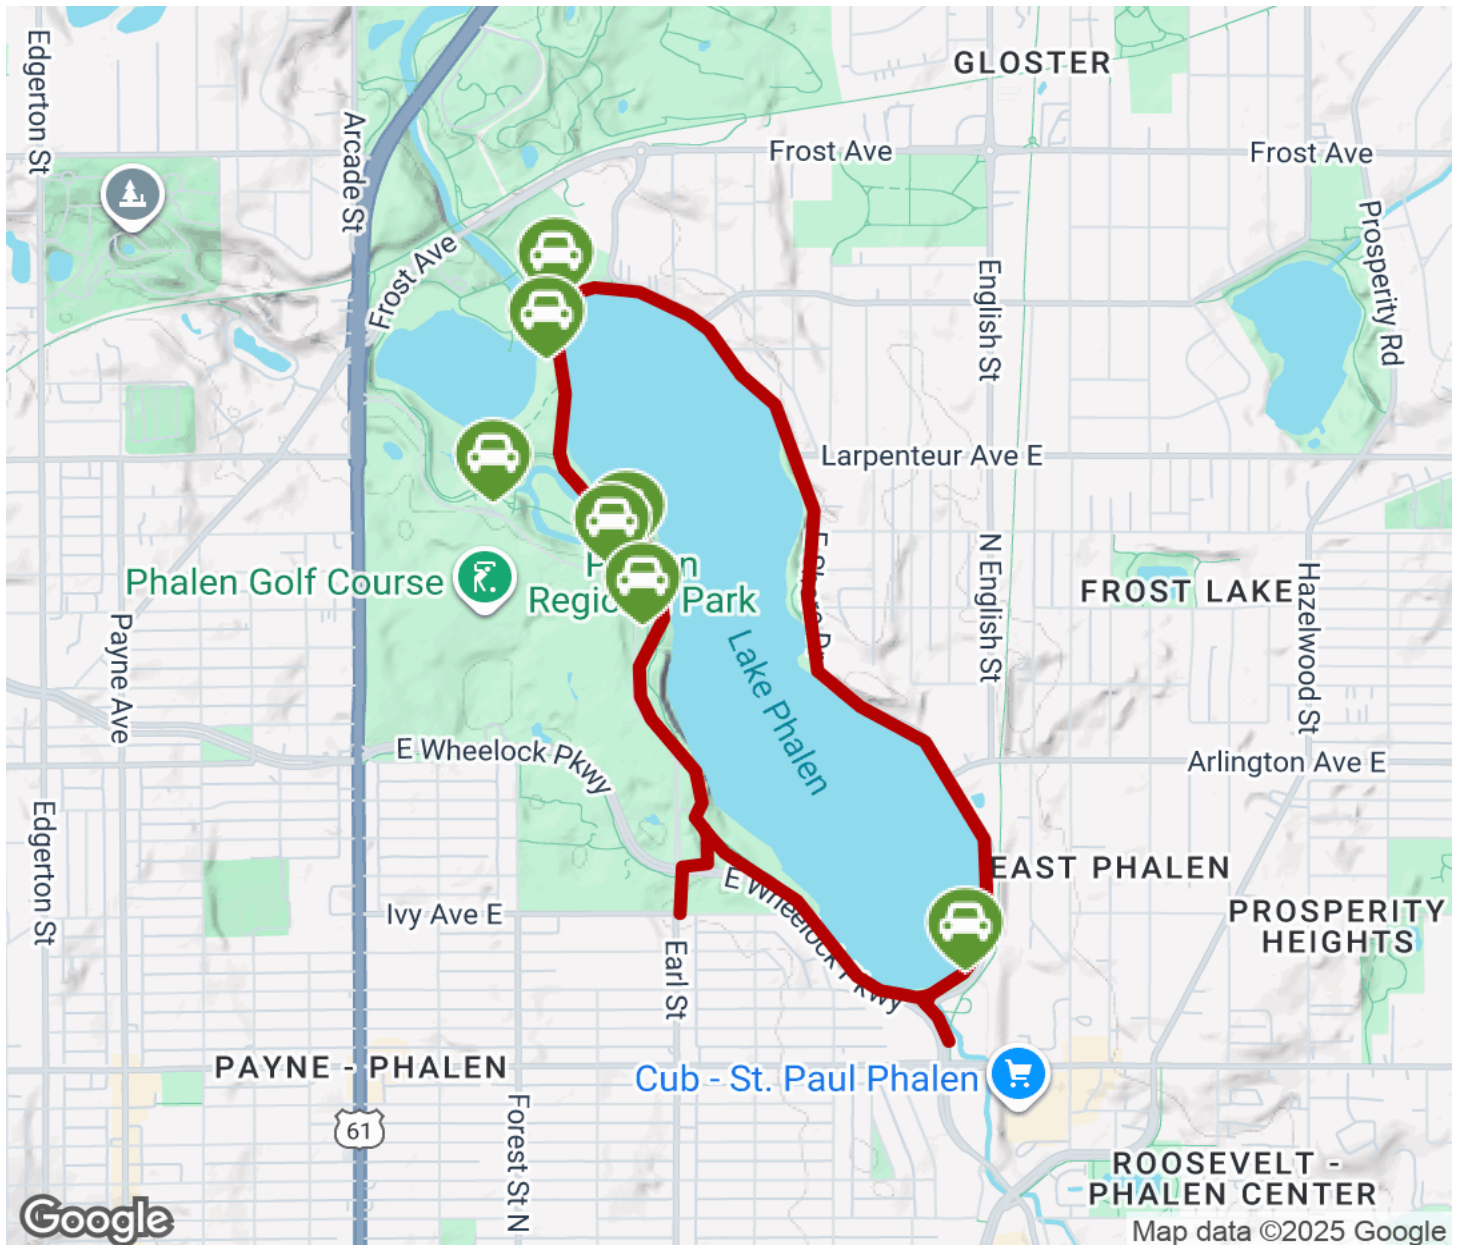 GLOSTER
Edgerton St
Arcade St
Frost Ave
Frost Ave
Prosperity Rd
Frost Ave
English St
Larpenteur Ave E
N English St
E Shore Dr
Phalen Golf Course
Regional Park
FROST LAKE
Hazelwood St
Payne Ave
Lake Phalen
E Wheelock Pkwy
Arlington Ave E
Edgerton St
EAST PHALEN
E Wheelock Pkwy
Ivy Ave E
PROSPERITY
HEIGHTS
Earl St
PAYNE - PHALEN
Cub - St. Paul Phalen
61
Forest St N
ROOSEVELT -
PHALEN CENTER
Google
Map data ©2025 Google